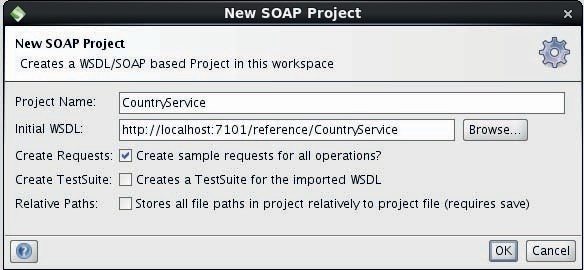 New SOAP Project
New SOAP Project
Creates a WSDL/SOAP based Project in this workspace
Project Name: CountryService
Initial WSDL: http://localhost:7101/reference/CountryService Browse...
Create Requests: Create sample requests for all operations?
Create TestSuite: Creates a TestSuite for the imported WSDL
Relative Paths: Stores all file paths in project relatively to project file (requires save)
? OK Cancel